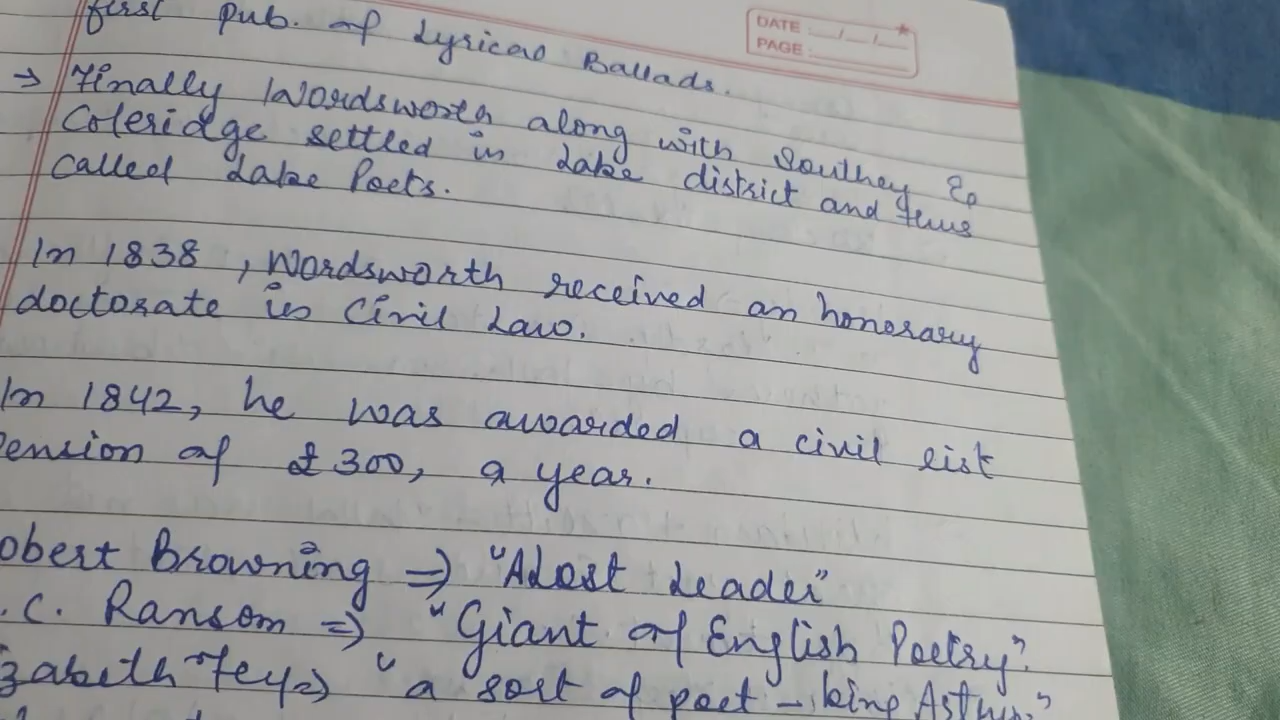 first pub. of Lyrical Ballads.
DATE : __/__/__
PAGE :
→ Finally Wordsworth along with Southey &
Coleridge settled in Lake district and thus
called Lake Poets.
In 1838, Wordsworth received an honorary
doctorate in Civil Law.
In 1842, he was awarded a civil list
Pension of £300, a year.
obert Browning ⇒ "A Lost Leader"
.C. Ransom ⇒ "Giant of English Poetry".
zabeth ⇒ "a sort of poet - king Arthur."